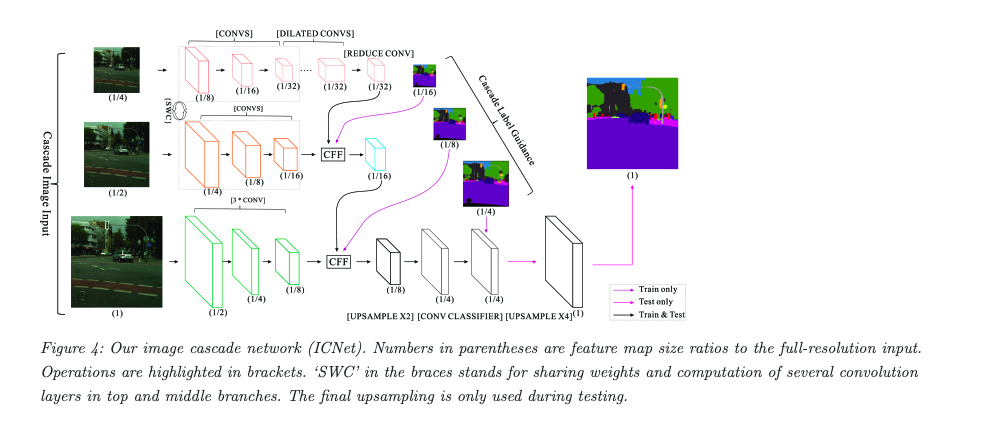 [CONVS]
[DILATED CONVS]
[REDUCE CONV]
(1/4)
(1/8)
(1/16)
(1/32)
(1/32)
(1/32)
(1/16)
{SWC}
[CONVS]
Cascade Label Guidance
Cascade Image Input
CFF
(1/2)
(1/4)
(1/8)
(1/16)
(1/16)
(1/8)
(1)
[3 * CONV]
(1/4)
CFF
(1)
(1/2)
(1/4)
(1/8)
(1/8)
(1/4)
(1/4)
(1)
[UPSAMPLE X2] [CONV CLASSIFIER] [UPSAMPLE X4]
Train only
Test only
Train & Test
Figure 4: Our image cascade network (ICNet). Numbers in parentheses are feature map size ratios to the full-resolution input.
Operations are highlighted in brackets. ‘SWC’ in the braces stands for sharing weights and computation of several convolution
layers in top and middle branches. The final upsampling is only used during testing.